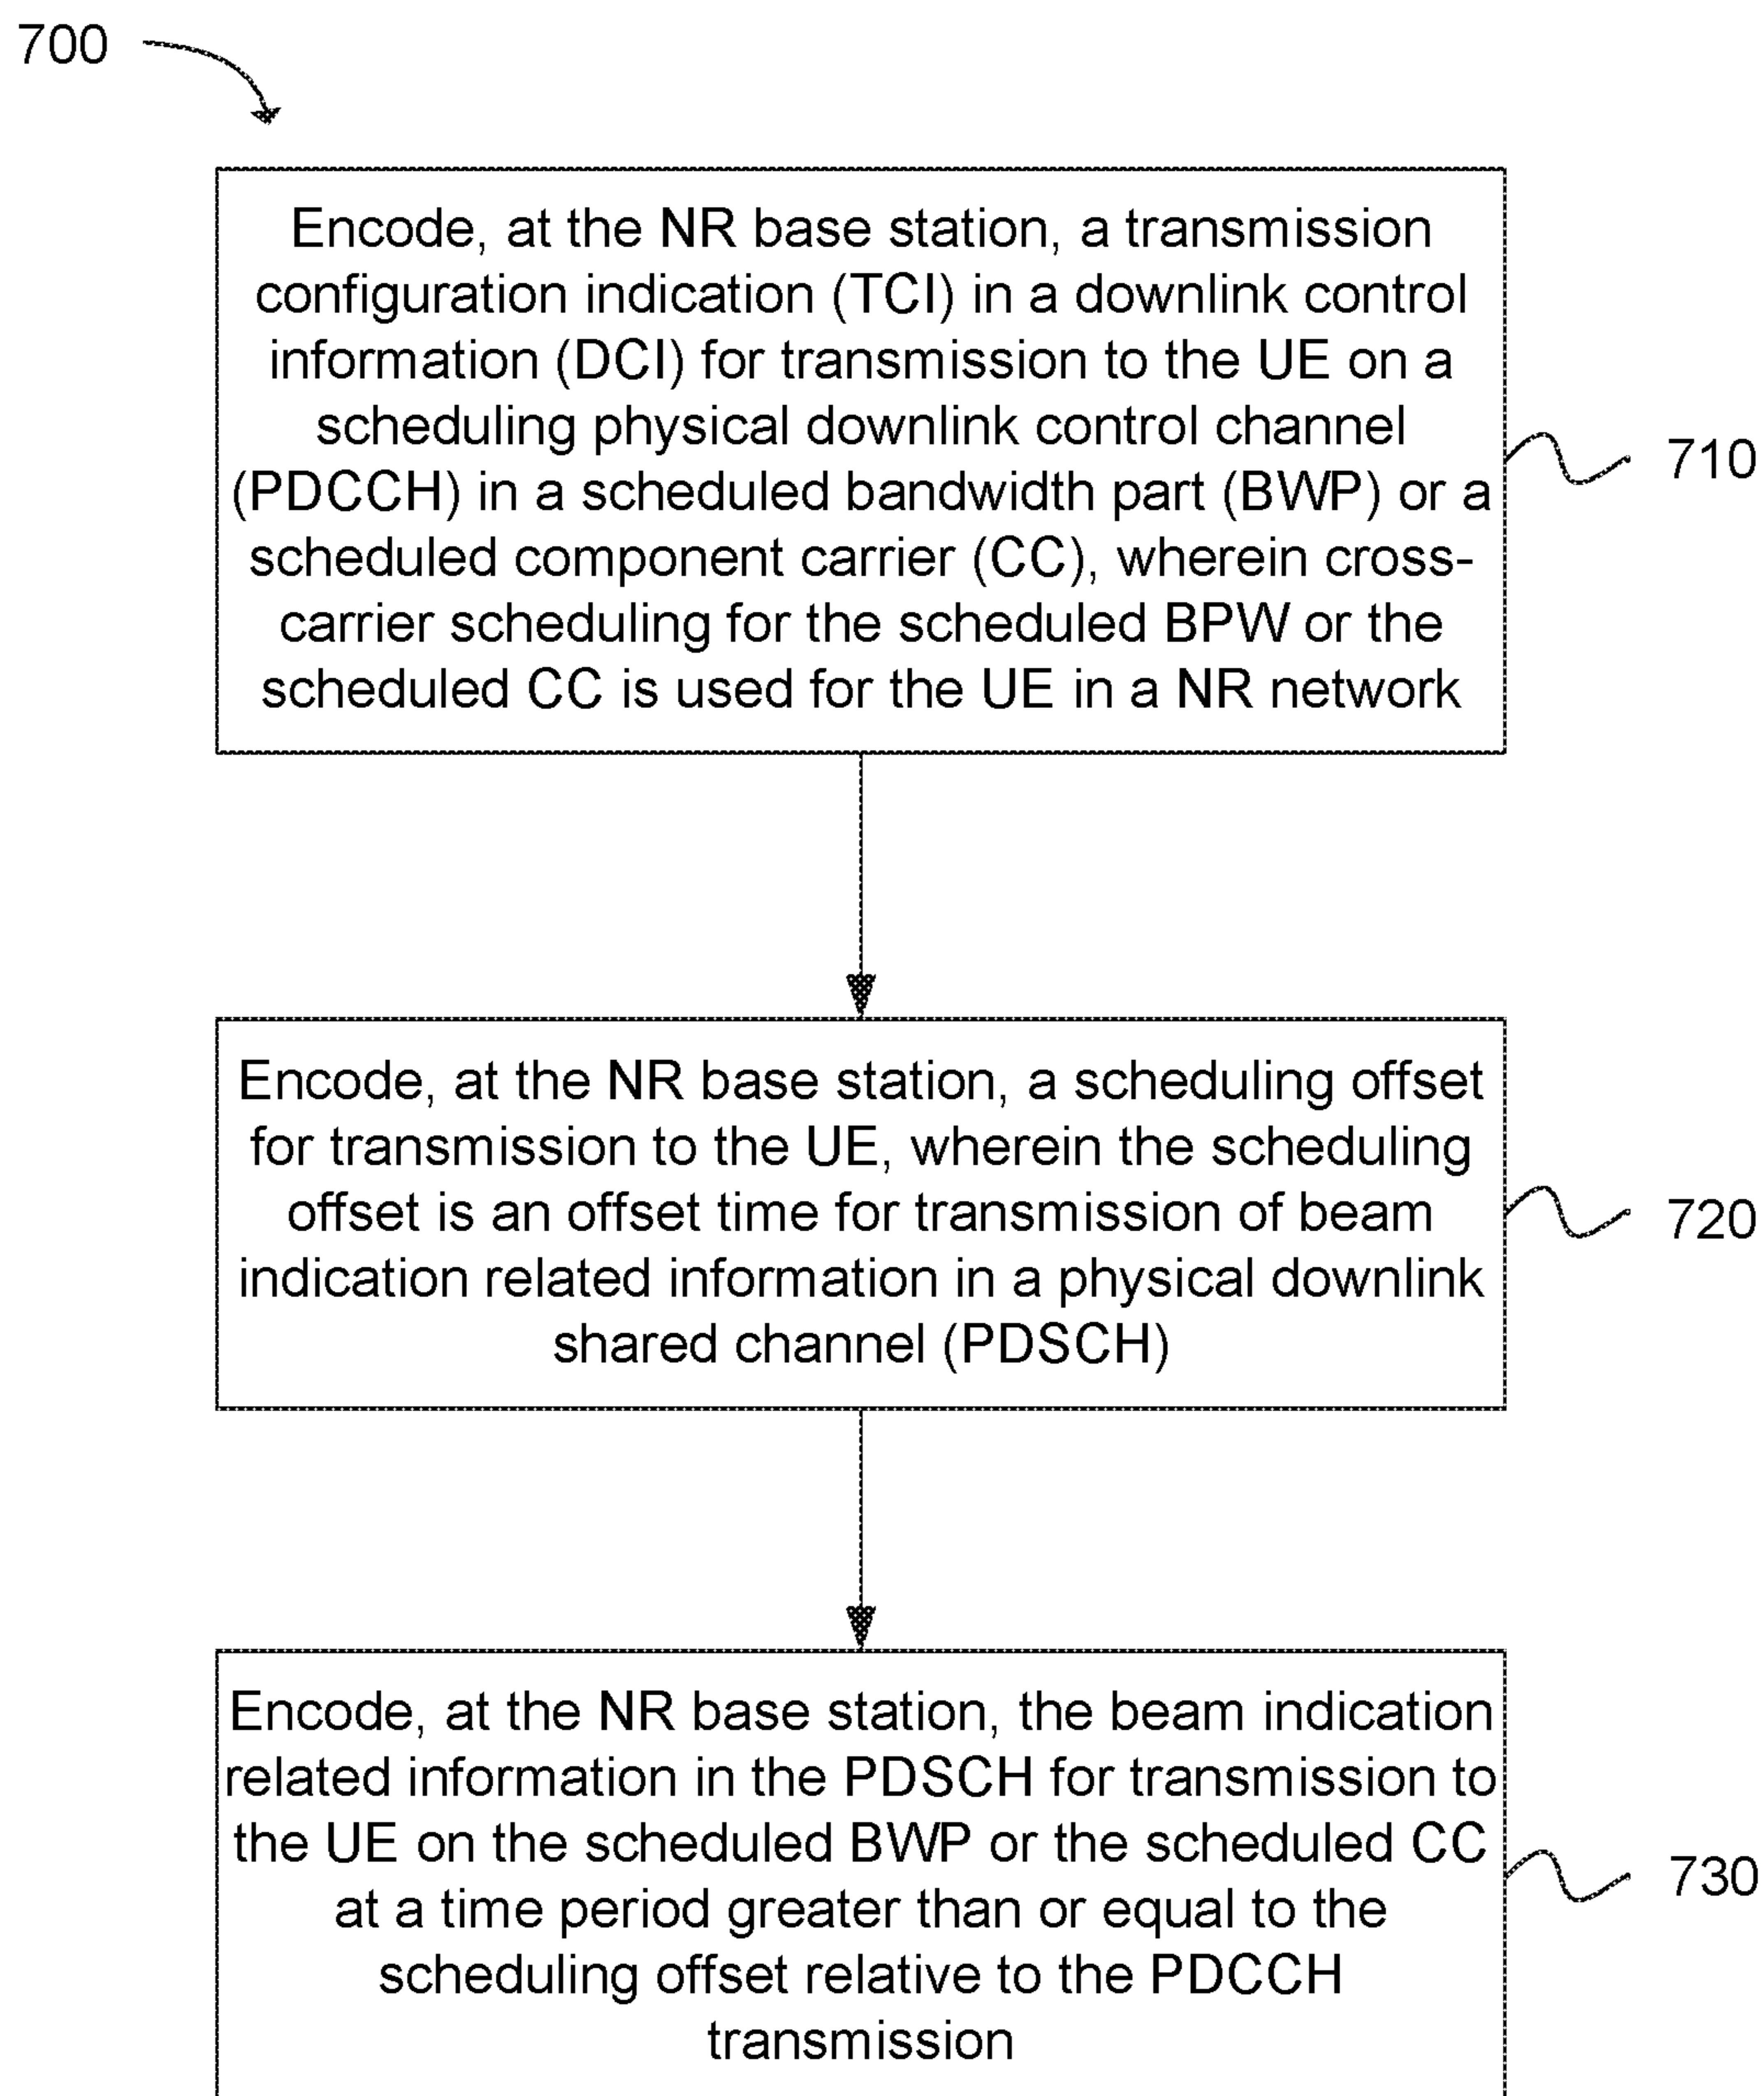 700
Encode, at the NR base station, a transmission
configuration indication (TCI) in a downlink control
information (DCI) for transmission to the UE on a
scheduling physical downlink control channel
(PDCCH) in a scheduled bandwidth part (BWP) or a
scheduled component carrier (CC), wherein cross-
carrier scheduling for the scheduled BPW or the
scheduled CC is used for the UE in a NR network
710
Encode, at the NR base station, a scheduling offset
for transmission to the UE, wherein the scheduling
offset is an offset time for transmission of beam
indication related information in a physical downlink
shared channel (PDSCH)
720
Encode, at the NR base station, the beam indication
related information in the PDSCH for transmission to
the UE on the scheduled BWP or the scheduled CC
at a time period greater than or equal to the
scheduling offset relative to the PDCCH
transmission
730